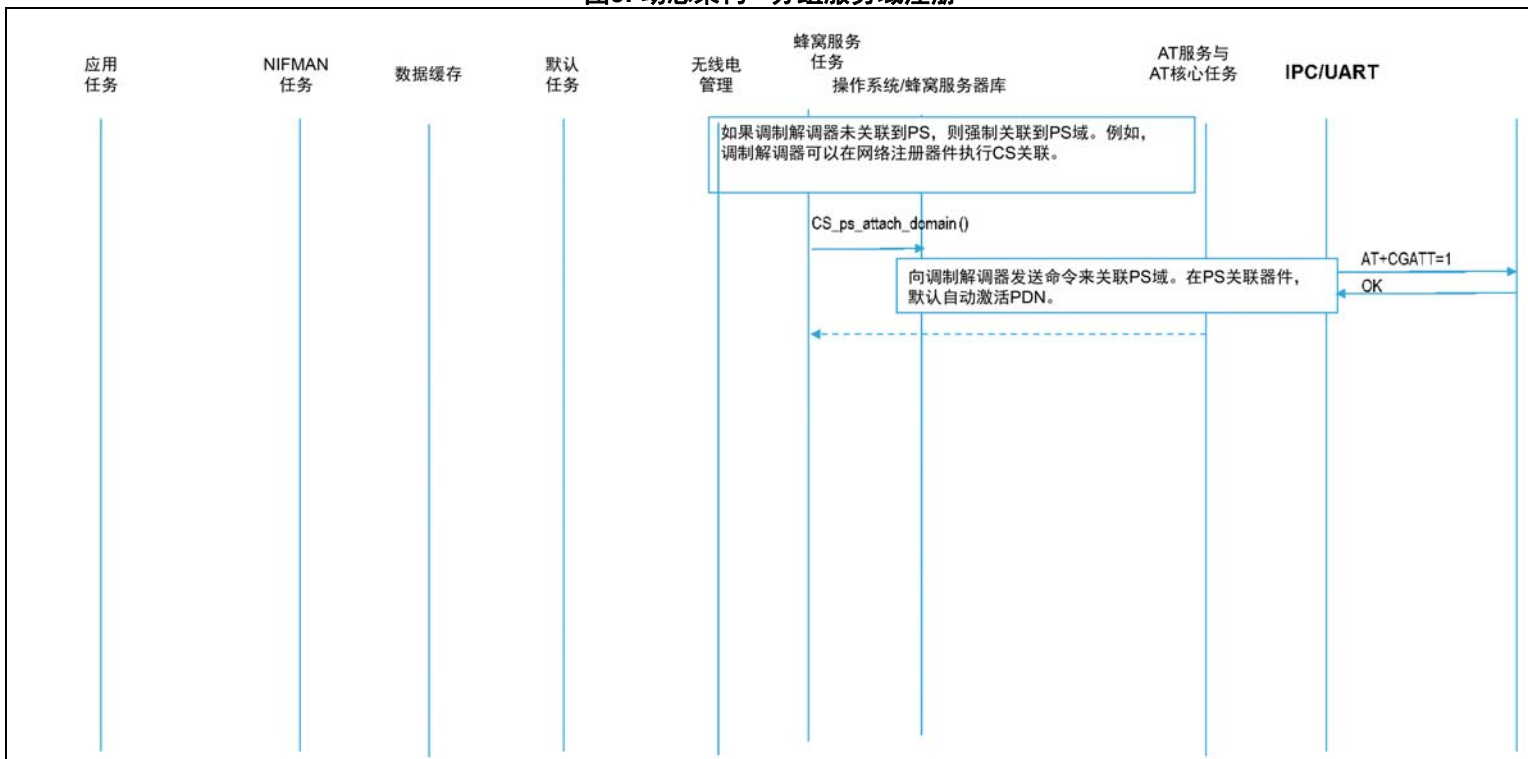 应用
任务
NIFMAN
任务
数据缓存
默认
任务
无线电
管理
蜂窝服务
任务
操作系统/蜂窝服务器库
AT服务与
AT核心任务
IPC/UART
如果调制解调器未关联到PS，则强制关联到PS域。例如，
调制解调器可以在网络注册器件执行CS关联。
CS_ps_attach_domain()
向调制解调器发送命令来关联PS域。在PS关联器件，
默认自动激活PDN。
AT+CGATT=1
OK